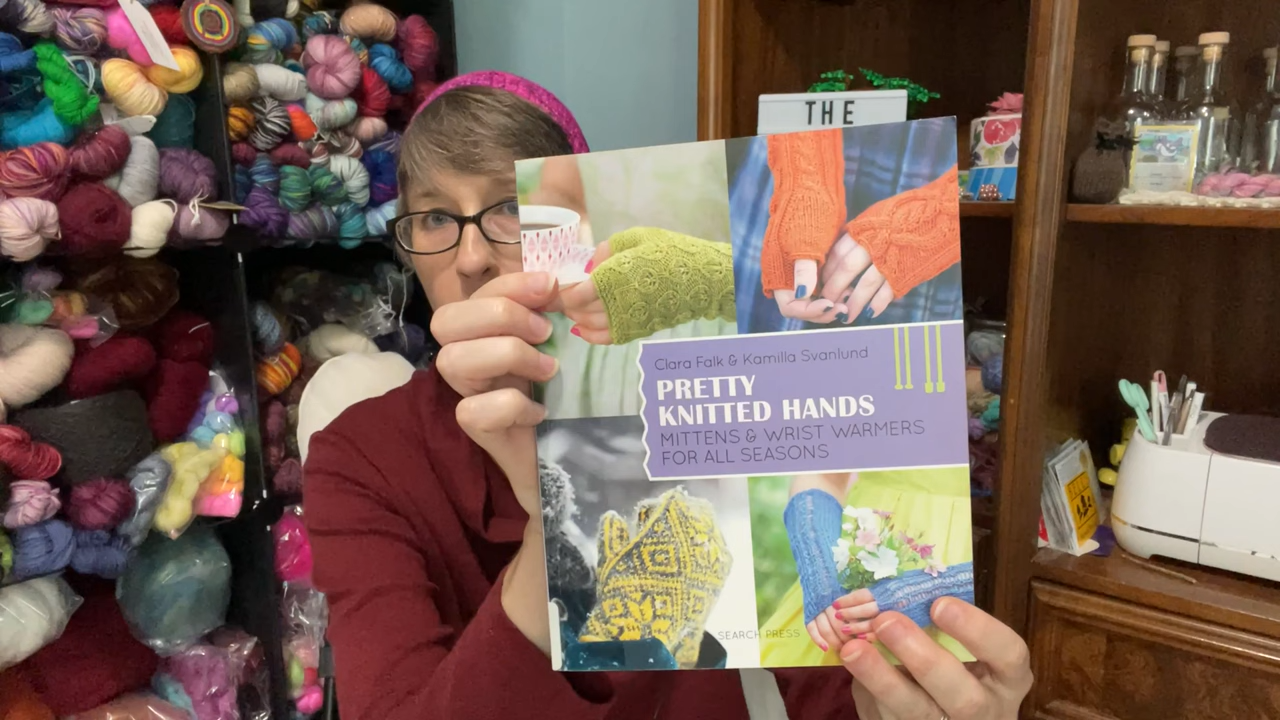 THE
Clara Falk & Kamilla Svanlund
PRETTY
KNITTED HANDS
MITTENS & WRIST WARMERS
FOR ALL SEASONS
SEARCH PRESS